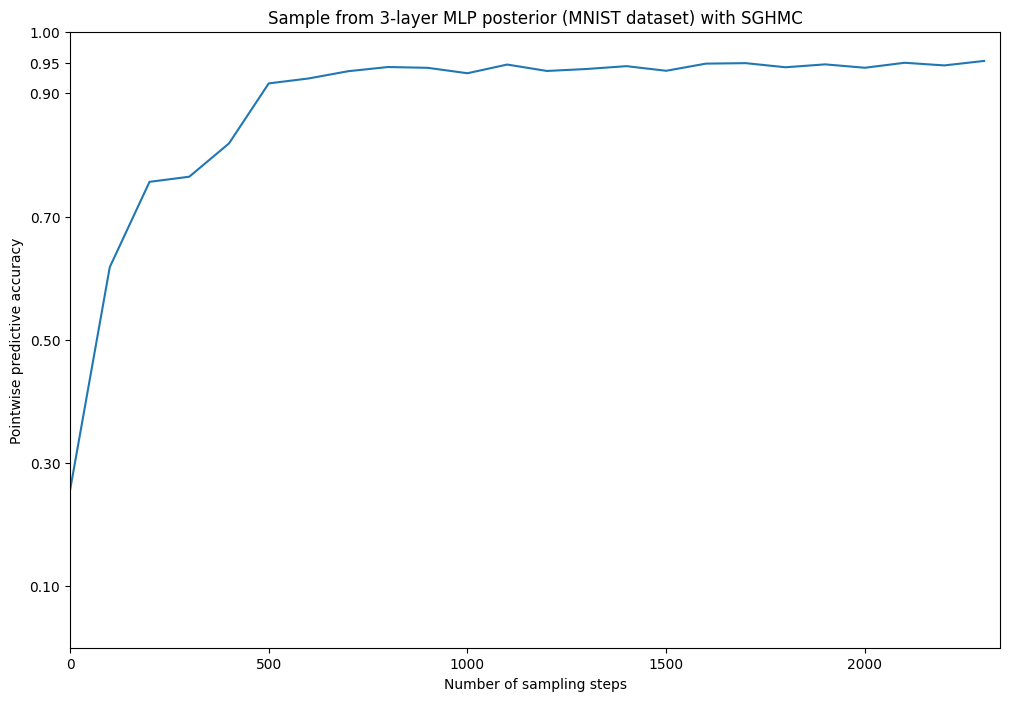 Sample from 3-layer MLP posterior (MNIST dataset) with SGHMC
1.00
0.95
0.90
0.70
0.50
0.30
0.10
Pointwise predictive accuracy
0 500 1000 1500 2000
Number of sampling steps